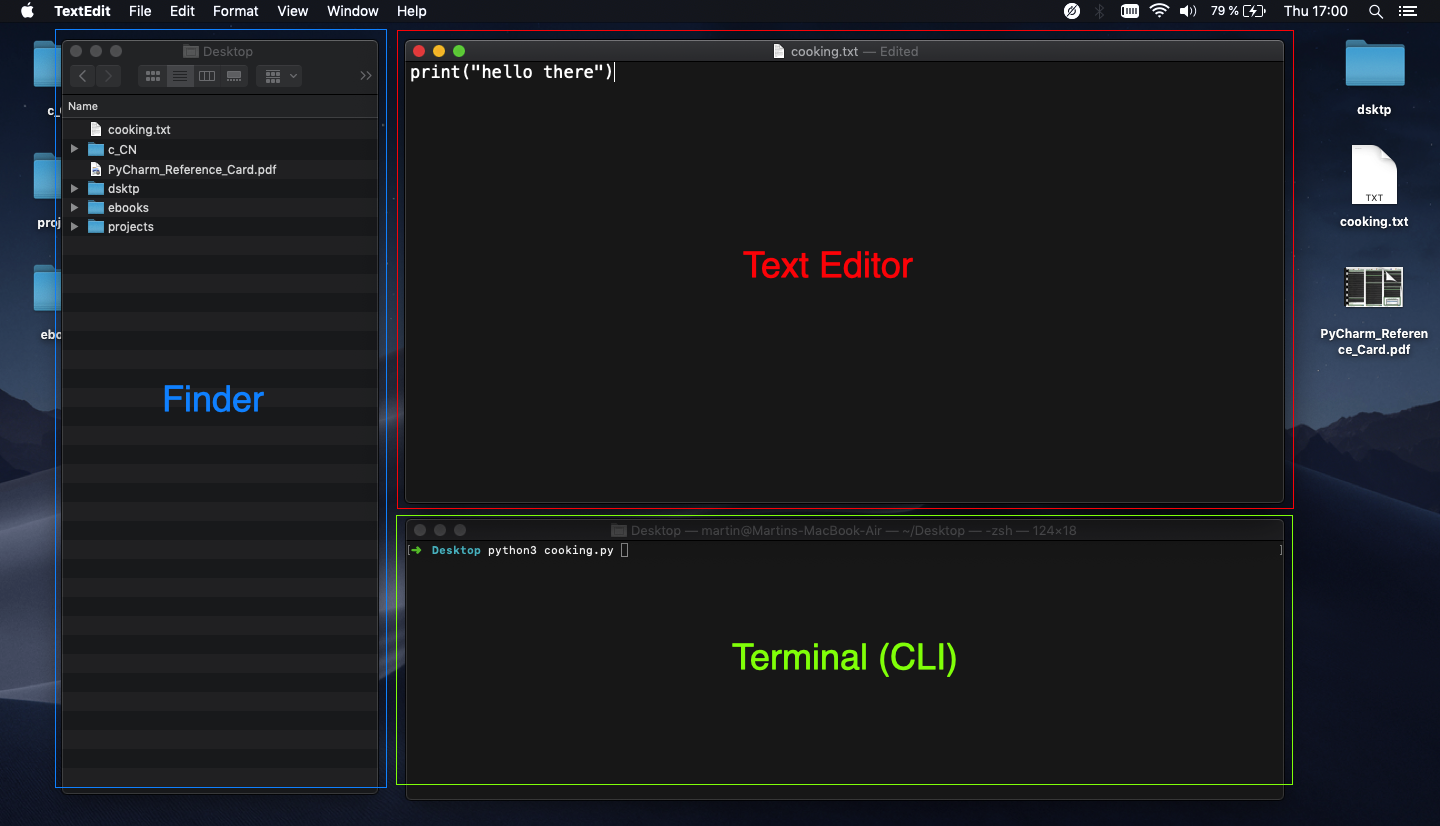 TextEdit File Edit Format View Window Help 79 % Thu 17:00
Desktop
Name
cooking.txt
c_CN
PyCharm_Reference_Card.pdf
dsktp
ebooks
projects
Finder
cooking.txt — Edited
print("hello there")
Text Editor
Desktop — martin@Martins-MacBook-Air — ~/Desktop — -zsh — 124×18
[➜ Desktop python3 cooking.py ]
Terminal (CLI)
c_
proj
ebo
dsktp
TXT
cooking.txt
PyCharm_Referen
ce_Card.pdf